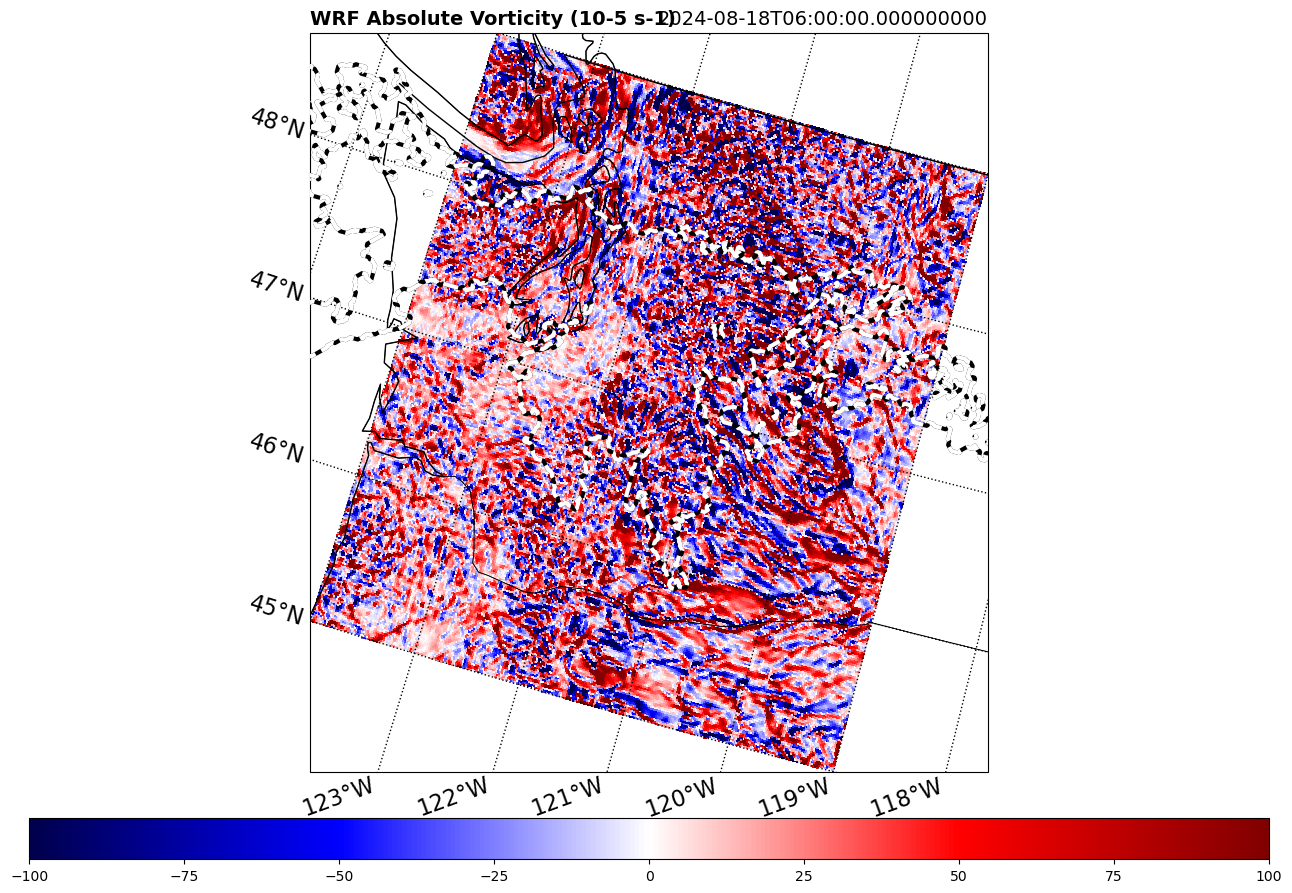 WRF Absolute Vorticity (10-5 s-1)
2024-08-18T06:00:00.000000000
48°N
47°N
46°N
45°N
123°W
122°W
121°W
120°W
119°W
118°W
−100
−75
−50
−25
0
25
50
75
100